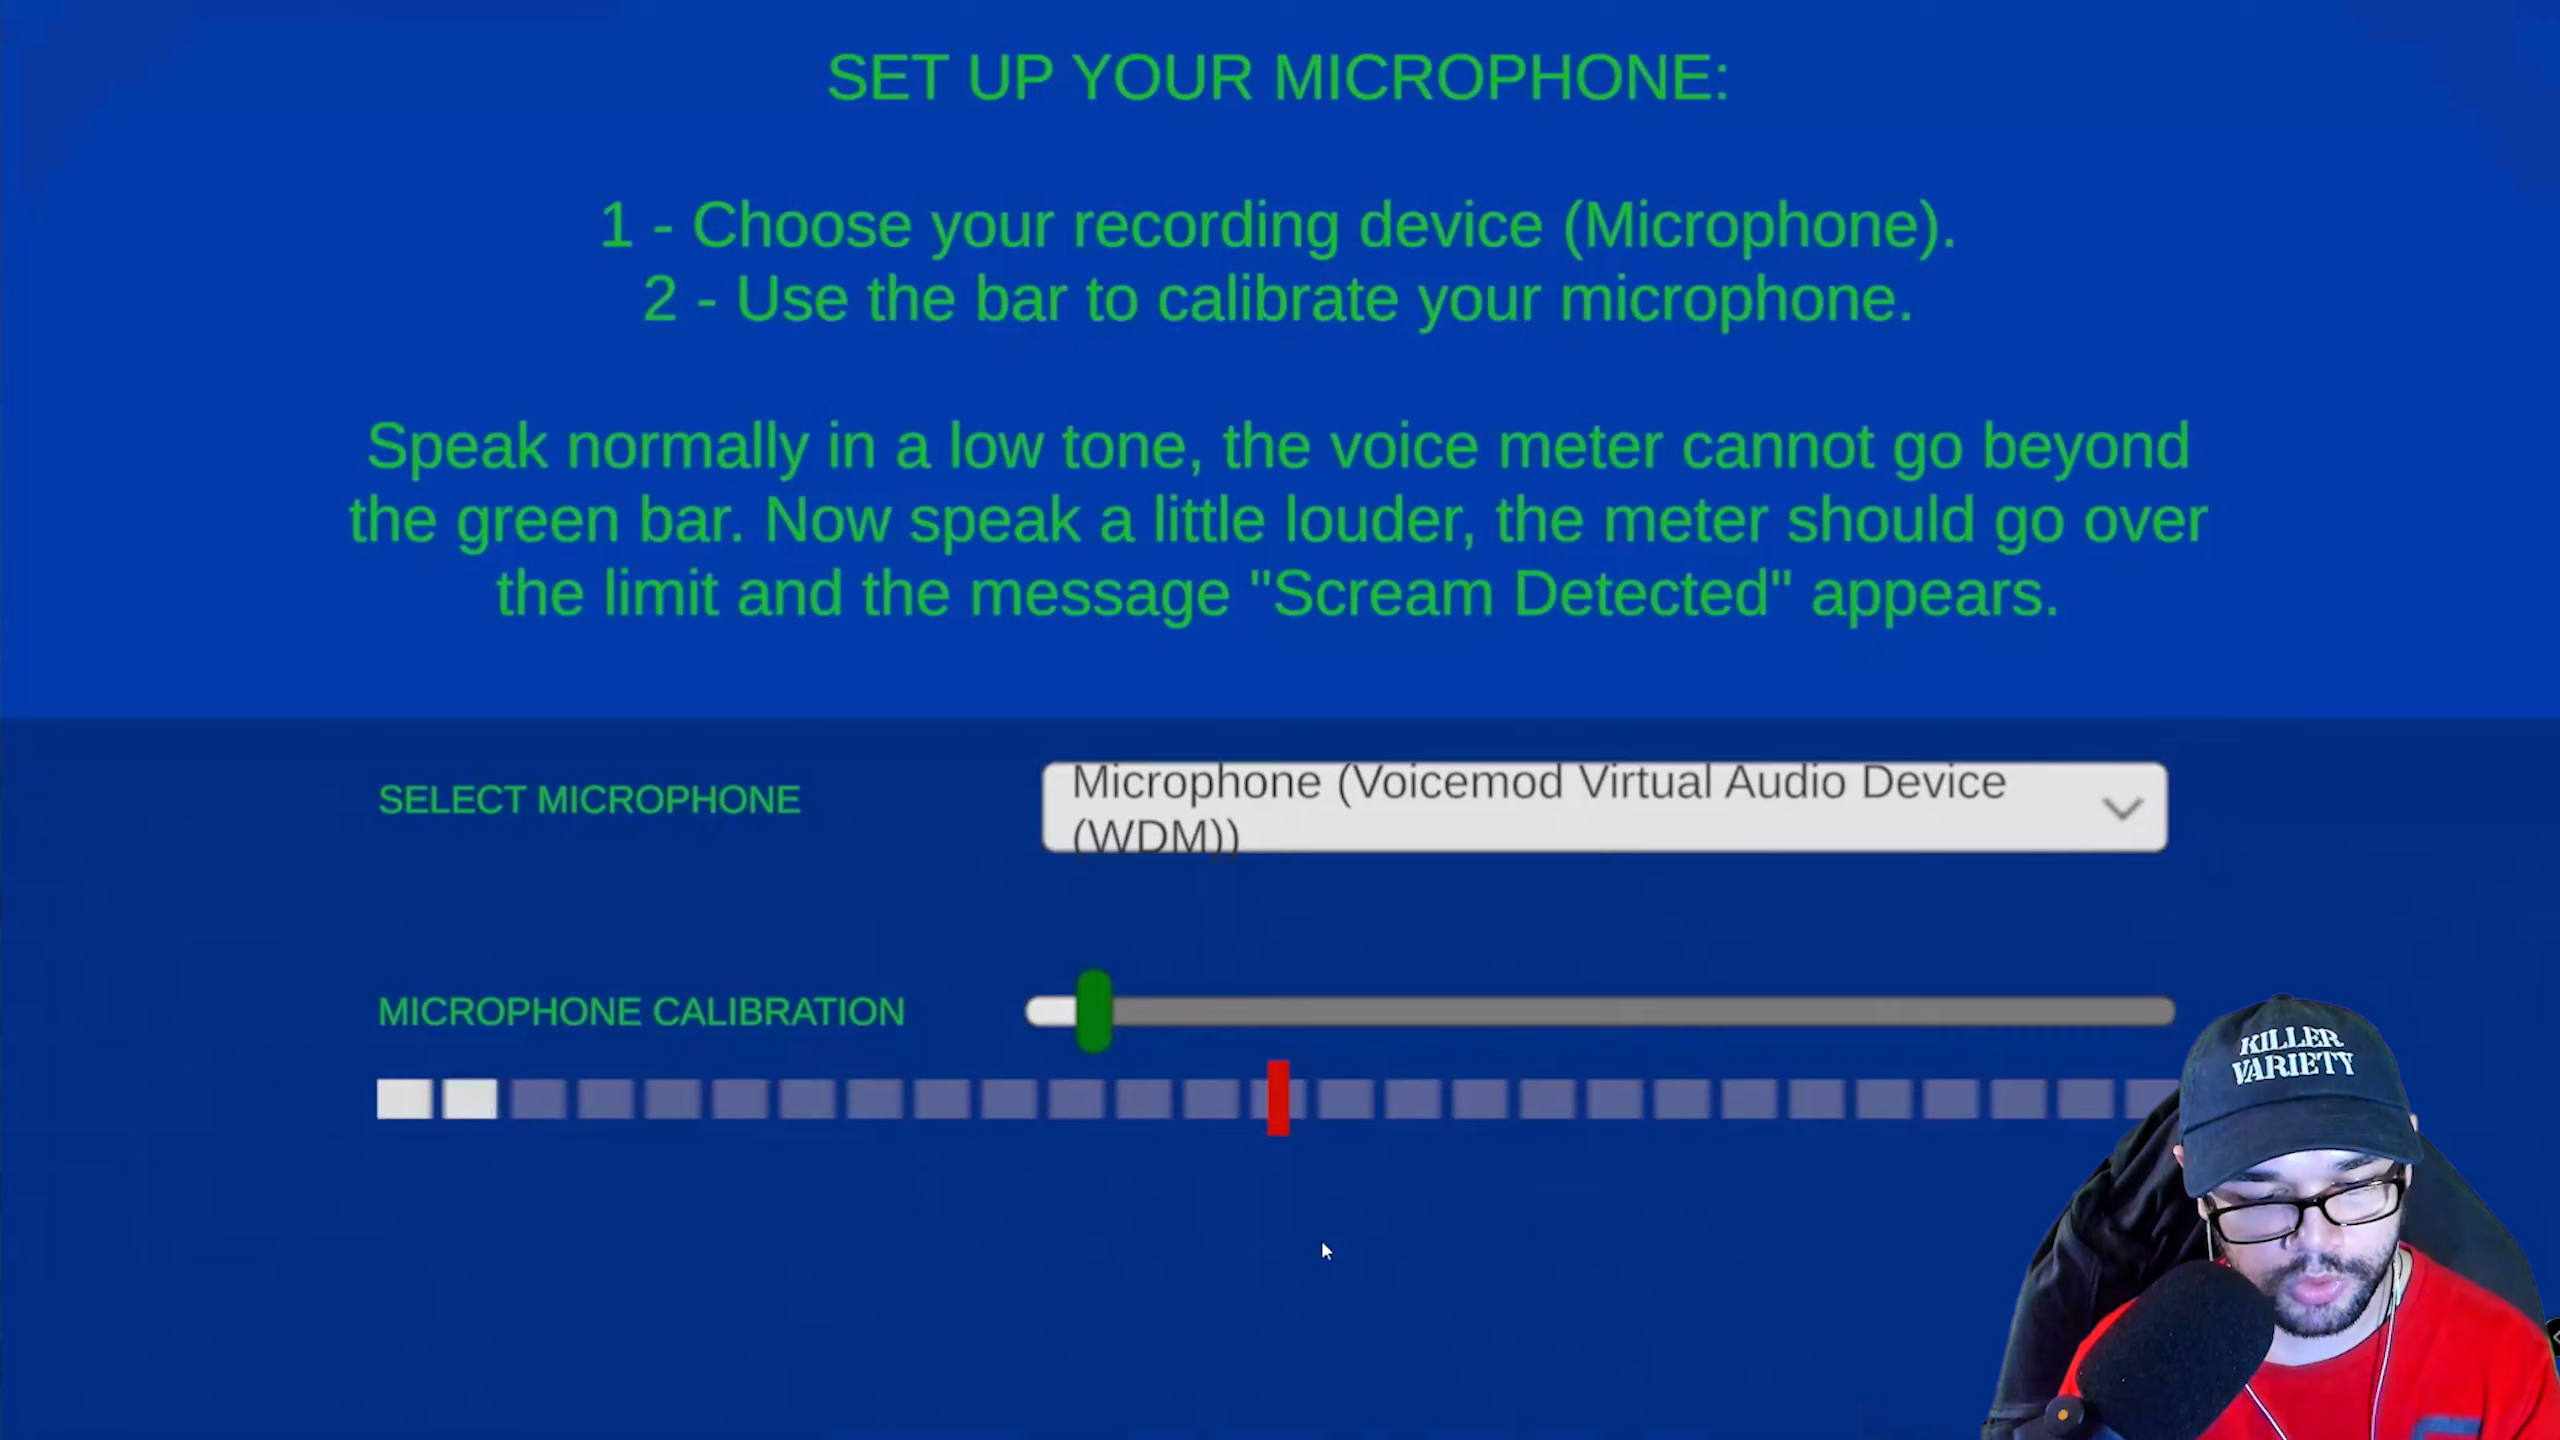 SET UP YOUR MICROPHONE:
1 - Choose your recording device (Microphone).
2 - Use the bar to calibrate your microphone.
Speak normally in a low tone, the voice meter cannot go beyond
the green bar. Now speak a little louder, the meter should go over
the limit and the message "Scream Detected" appears.
SELECT MICROPHONE
Microphone (Voicemod Virtual Audio Device
(WDM))
MICROPHONE CALIBRATION
KILLER
VARIETY